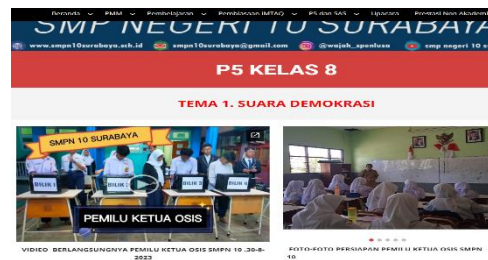 Beranda PMM Pembelajaran Pembiasaan IMTAQ P5 dan SAS Upacara Prestasi Non Akademi
SMP NEGERI 10 SURABAYA
www.smpn10surabaya.sch.id smpn10surabaya@gmail.com @wajah_spenlusa smp negeri 10 s
P5 KELAS 8
TEMA 1. SUARA DEMOKRASI
SMPN 10 SURABAYA
BILIK 1 BILIK 2 BILIK 3 BILIK 4
PEMILU KETUA OSIS
VIDIEO BERLANGSUNGNYA PEMILU KETUA OSIS SMPN 10 .30-8-
2023
FOTO-FOTO PERSIAPAN PEMILU KETUA OSIS SMPN
10